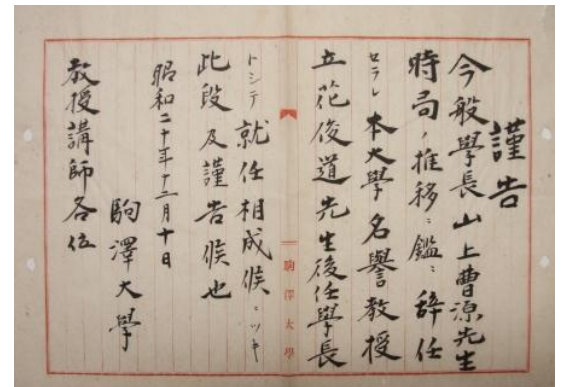 謹告
今般學長山上曹源先生
時局ノ推移ニ鑑ミ辞任
セラレ本大學名譽教授
立花俊道先生後任學長
駒澤大學
トシテ就任相成候ニツキ
此段及謹告候也
昭和二十年十二月十日
駒澤大學
教授講師各位